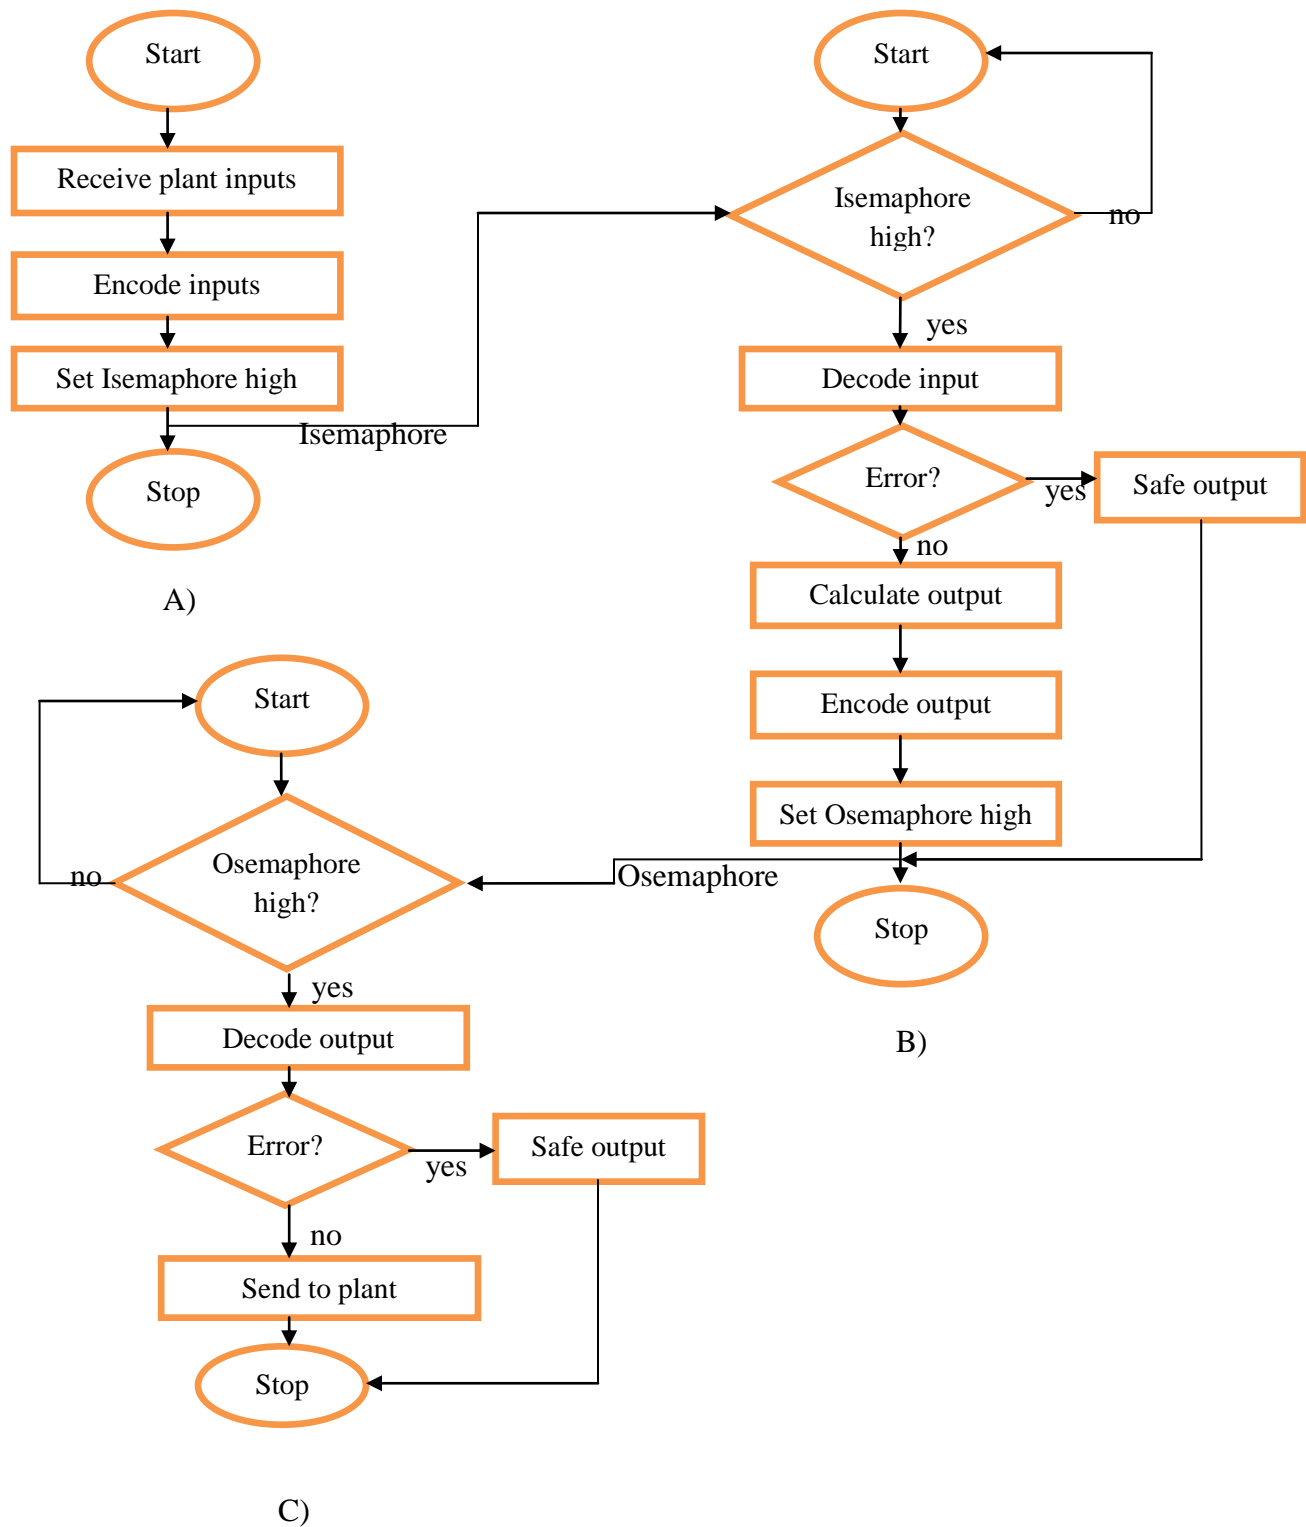 Start
Receive plant inputs
Encode inputs
Set Isemaphore high
Isemaphore
Stop
A)
Start
Isemaphore
high?
no
yes
Decode input
Error?
yes
Safe output
no
Calculate output
Encode output
Set Osemaphore high
Osemaphore
Stop
B)
Start
Osemaphore
high?
no
yes
Decode output
Error?
yes
Safe output
no
Send to plant
Stop
C)